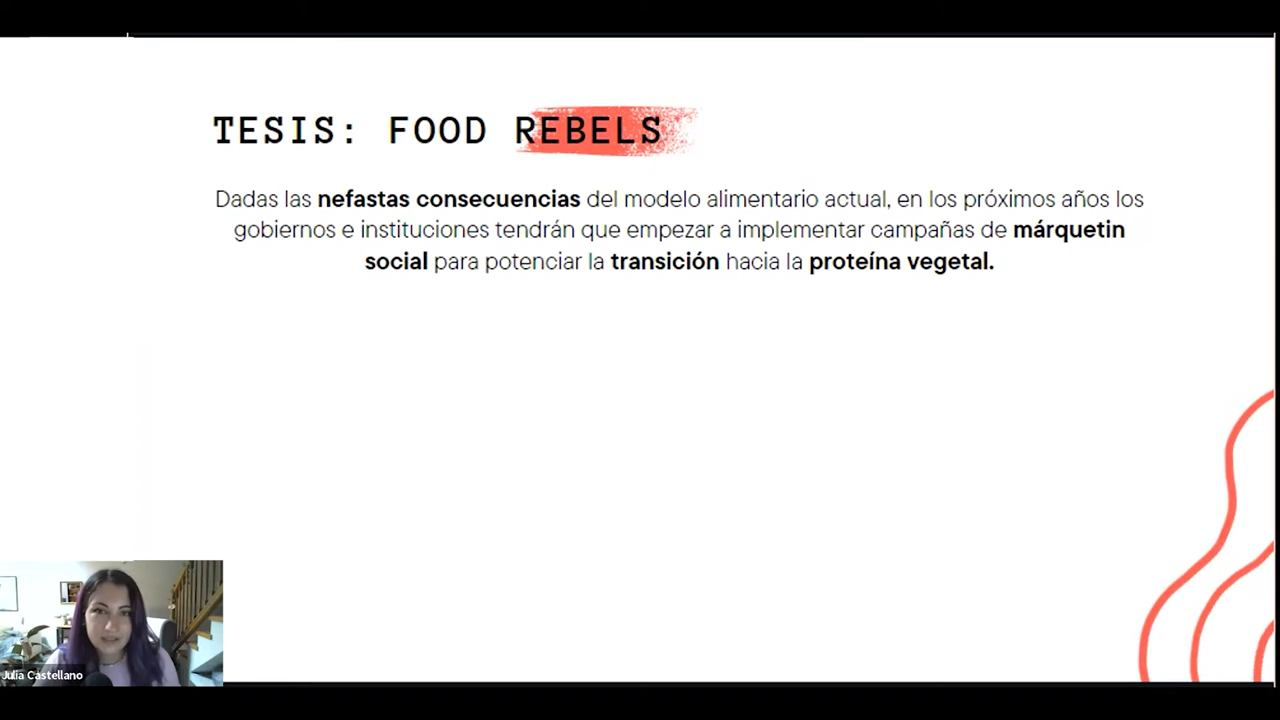 TESIS: FOOD REBELS
Dadas las nefastas consecuencias del modelo alimentario actual, en los próximos años los
gobiernos e instituciones tendrán que empezar a implementar campañas de márquetin
social para potenciar la transición hacia la proteína vegetal.
Julia Castellano